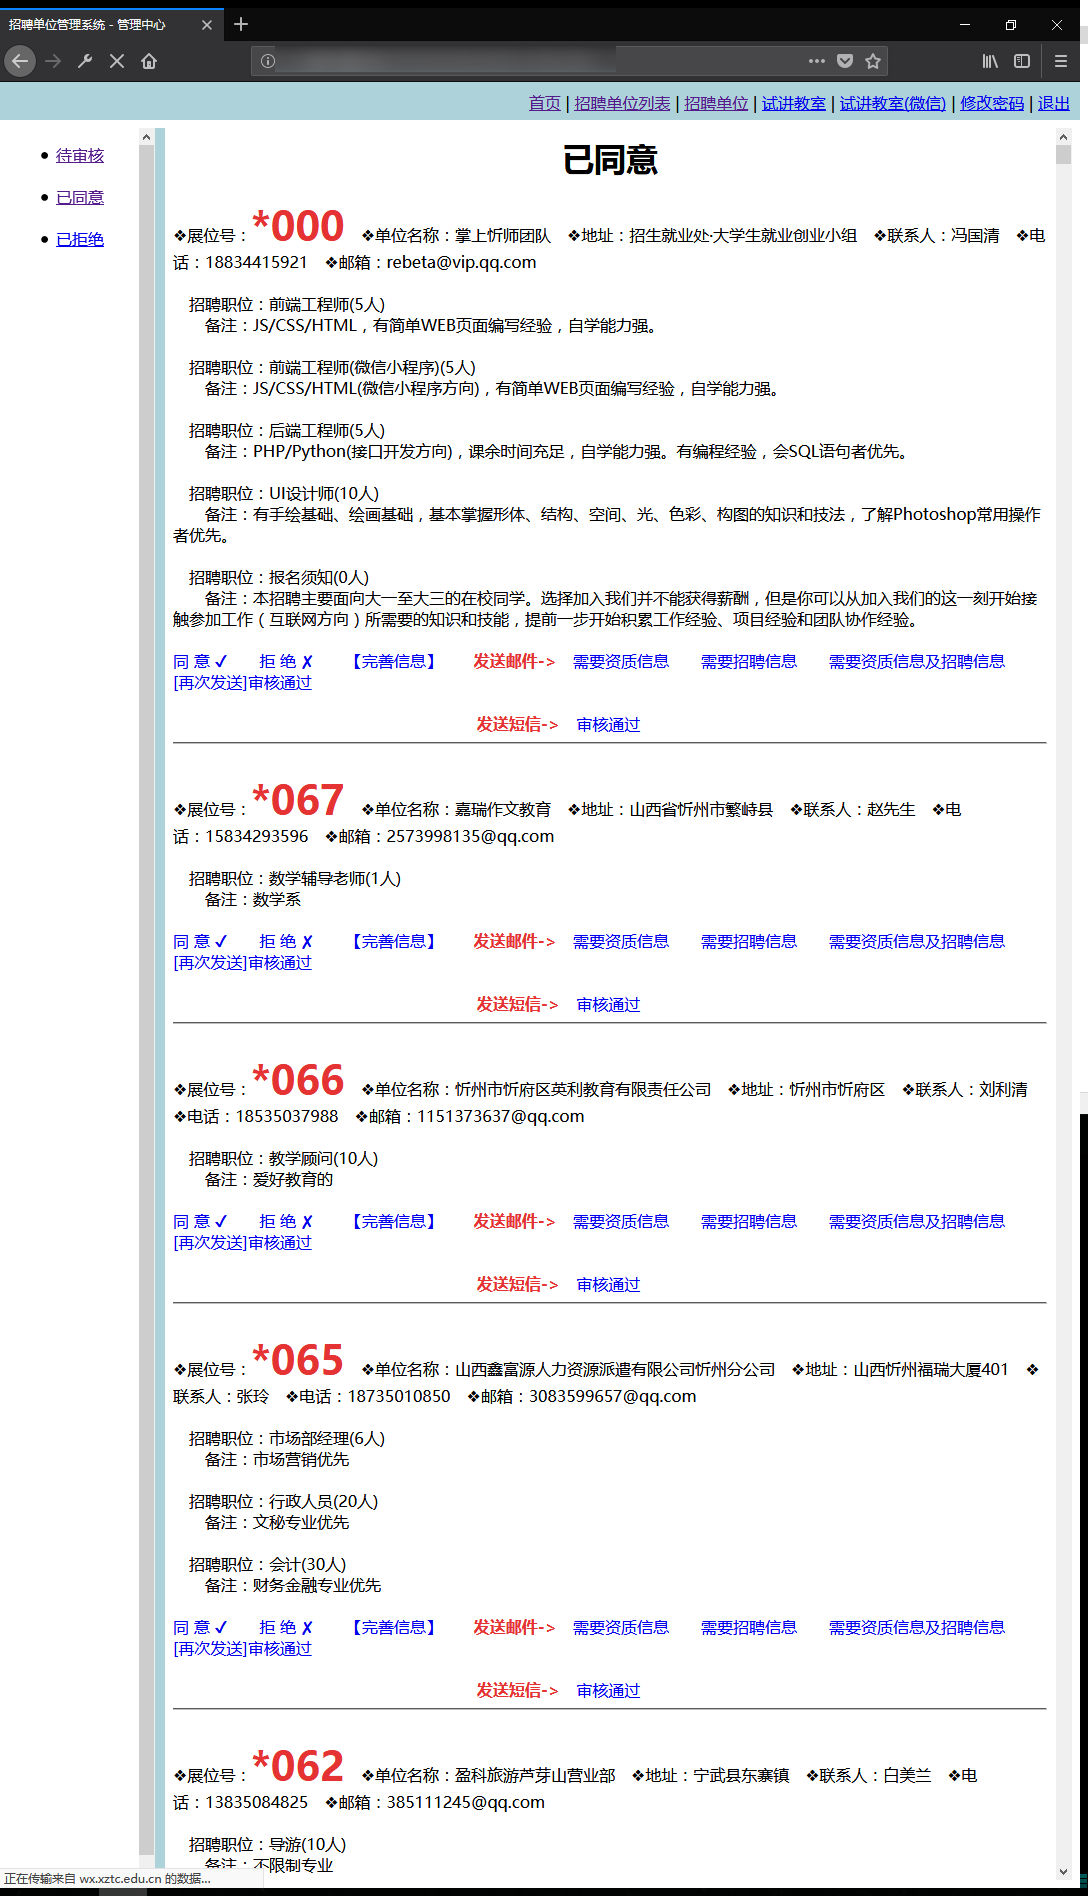 招聘单位管理系统 - 管理中心
首页 | 招聘单位列表 | 招聘单位 | 试讲教室 | 试讲教室(微信) | 修改密码 | 退出
待审核
已同意
已拒绝
已同意
❖展位号：*000 ❖单位名称：掌上忻师团队 ❖地址：招生就业处·大学生就业创业小组 ❖联系人：冯国清 ❖电
话：18834415921 ❖邮箱：rebeta@vip.qq.com
招聘职位：前端工程师(5人)
备注：JS/CSS/HTML，有简单WEB页面编写经验，自学能力强。
招聘职位：前端工程师(微信小程序)(5人)
备注：JS/CSS/HTML(微信小程序方向)，有简单WEB页面编写经验，自学能力强。
招聘职位：后端工程师(5人)
备注：PHP/Python(接口开发方向)，课余时间充足，自学能力强。有编程经验，会SQL语句者优先。
招聘职位：UI设计师(10人)
备注：有手绘基础、绘画基础，基本掌握形体、结构、空间、光、色彩、构图的知识和技法，了解Photoshop常用操作
者优先。
招聘职位：报名须知(0人)
备注：本招聘主要面向大一至大三的在校同学。选择加入我们并不能获得薪酬，但是你可以从加入我们的这一刻开始接
触参加工作（互联网方向）所需要的知识和技能，提前一步开始积累工作经验、项目经验和团队协作经验。
同 意 ✓ 拒 绝 ✗ 【完善信息】 发送邮件-> 需要资质信息 需要招聘信息 需要资质信息及招聘信息
[再次发送]审核通过
发送短信-> 审核通过
❖展位号：*067 ❖单位名称：嘉瑞作文教育 ❖地址：山西省忻州市繁峙县 ❖联系人：赵先生 ❖电
话：15834293596 ❖邮箱：2573998135@qq.com
招聘职位：数学辅导老师(1人)
备注：数学系
同 意 ✓ 拒 绝 ✗ 【完善信息】 发送邮件-> 需要资质信息 需要招聘信息 需要资质信息及招聘信息
[再次发送]审核通过
发送短信-> 审核通过
❖展位号：*066 ❖单位名称：忻州市忻府区英利教育有限责任公司 ❖地址：忻州市忻府区 ❖联系人：刘利清
❖电话：18535037988 ❖邮箱：1151373637@qq.com
招聘职位：教学顾问(10人)
备注：爱好教育的
同 意 ✓ 拒 绝 ✗ 【完善信息】 发送邮件-> 需要资质信息 需要招聘信息 需要资质信息及招聘信息
[再次发送]审核通过
发送短信-> 审核通过
❖展位号：*065 ❖单位名称：山西鑫富源人力资源派遣有限公司忻州分公司 ❖地址：山西忻州福瑞大厦401 ❖
联系人：张玲 ❖电话：18735010850 ❖邮箱：3083599657@qq.com
招聘职位：市场部经理(6人)
备注：市场营销优先
招聘职位：行政人员(20人)
备注：文秘专业优先
招聘职位：会计(30人)
备注：财务金融专业优先
同 意 ✓ 拒 绝 ✗ 【完善信息】 发送邮件-> 需要资质信息 需要招聘信息 需要资质信息及招聘信息
[再次发送]审核通过
发送短信-> 审核通过
❖展位号：*062 ❖单位名称：盈科旅游芦芽山营业部 ❖地址：宁武县东寨镇 ❖联系人：白美兰 ❖电
话：13835084825 ❖邮箱：385111245@qq.com
招聘职位：导游(10人)
备注：不限制专业
正在传输来自 wx.xztc.edu.cn 的数据...